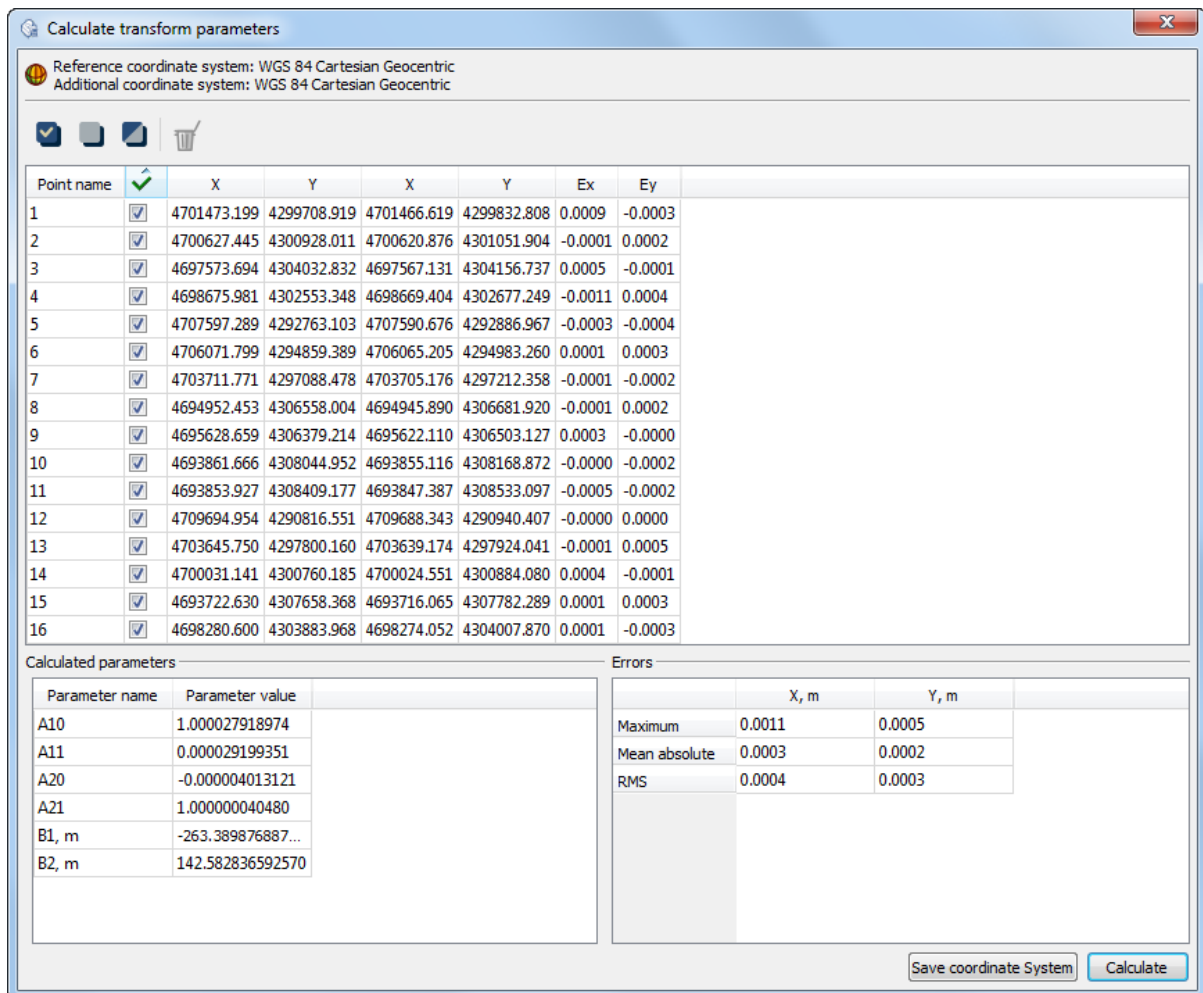 Calculate transform parameters
Reference coordinate system: WGS 84 Cartesian Geocentric
Additional coordinate system: WGS 84 Cartesian Geocentric
Point name X Y X Y Ex Ey
1 4701473.199 4299708.919 4701466.619 4299832.808 0.0009 -0.0003
2 4700627.445 4300928.011 4700620.876 4301051.904 -0.0001 0.0002
3 4697573.694 4304032.832 4697567.131 4304156.737 0.0005 -0.0001
4 4698675.981 4302553.348 4698669.404 4302677.249 -0.0011 0.0004
5 4707597.289 4292763.103 4707590.676 4292886.967 -0.0003 -0.0004
6 4706071.799 4294859.389 4706065.205 4294983.260 0.0001 0.0003
7 4703711.771 4297088.478 4703705.176 4297212.358 -0.0001 -0.0002
8 4694952.453 4306558.004 4694945.890 4306681.920 -0.0001 0.0002
9 4695628.659 4306379.214 4695622.110 4306503.127 0.0003 -0.0000
10 4693861.666 4308044.952 4693855.116 4308168.872 -0.0000 -0.0002
11 4693853.927 4308409.177 4693847.387 4308533.097 -0.0005 -0.0002
12 4709694.954 4290816.551 4709688.343 4290940.407 -0.0000 0.0000
13 4703645.750 4297800.160 4703639.174 4297924.041 -0.0001 0.0005
14 4700031.141 4300760.185 4700024.551 4300884.080 0.0004 -0.0001
15 4693722.630 4307658.368 4693716.065 4307782.289 0.0001 0.0003
16 4698280.600 4303883.968 4698274.052 4304007.870 0.0001 -0.0003
Calculated parameters
Parameter name Parameter value
A10 1.000027918974
A11 0.000029199351
A20 -0.000004013121
A21 1.000000040480
B1, m -263.389876887...
B2, m 142.582836592570
Errors
X, m Y, m
Maximum 0.0011 0.0005
Mean absolute 0.0003 0.0002
RMS 0.0004 0.0003
Save coordinate System Calculate